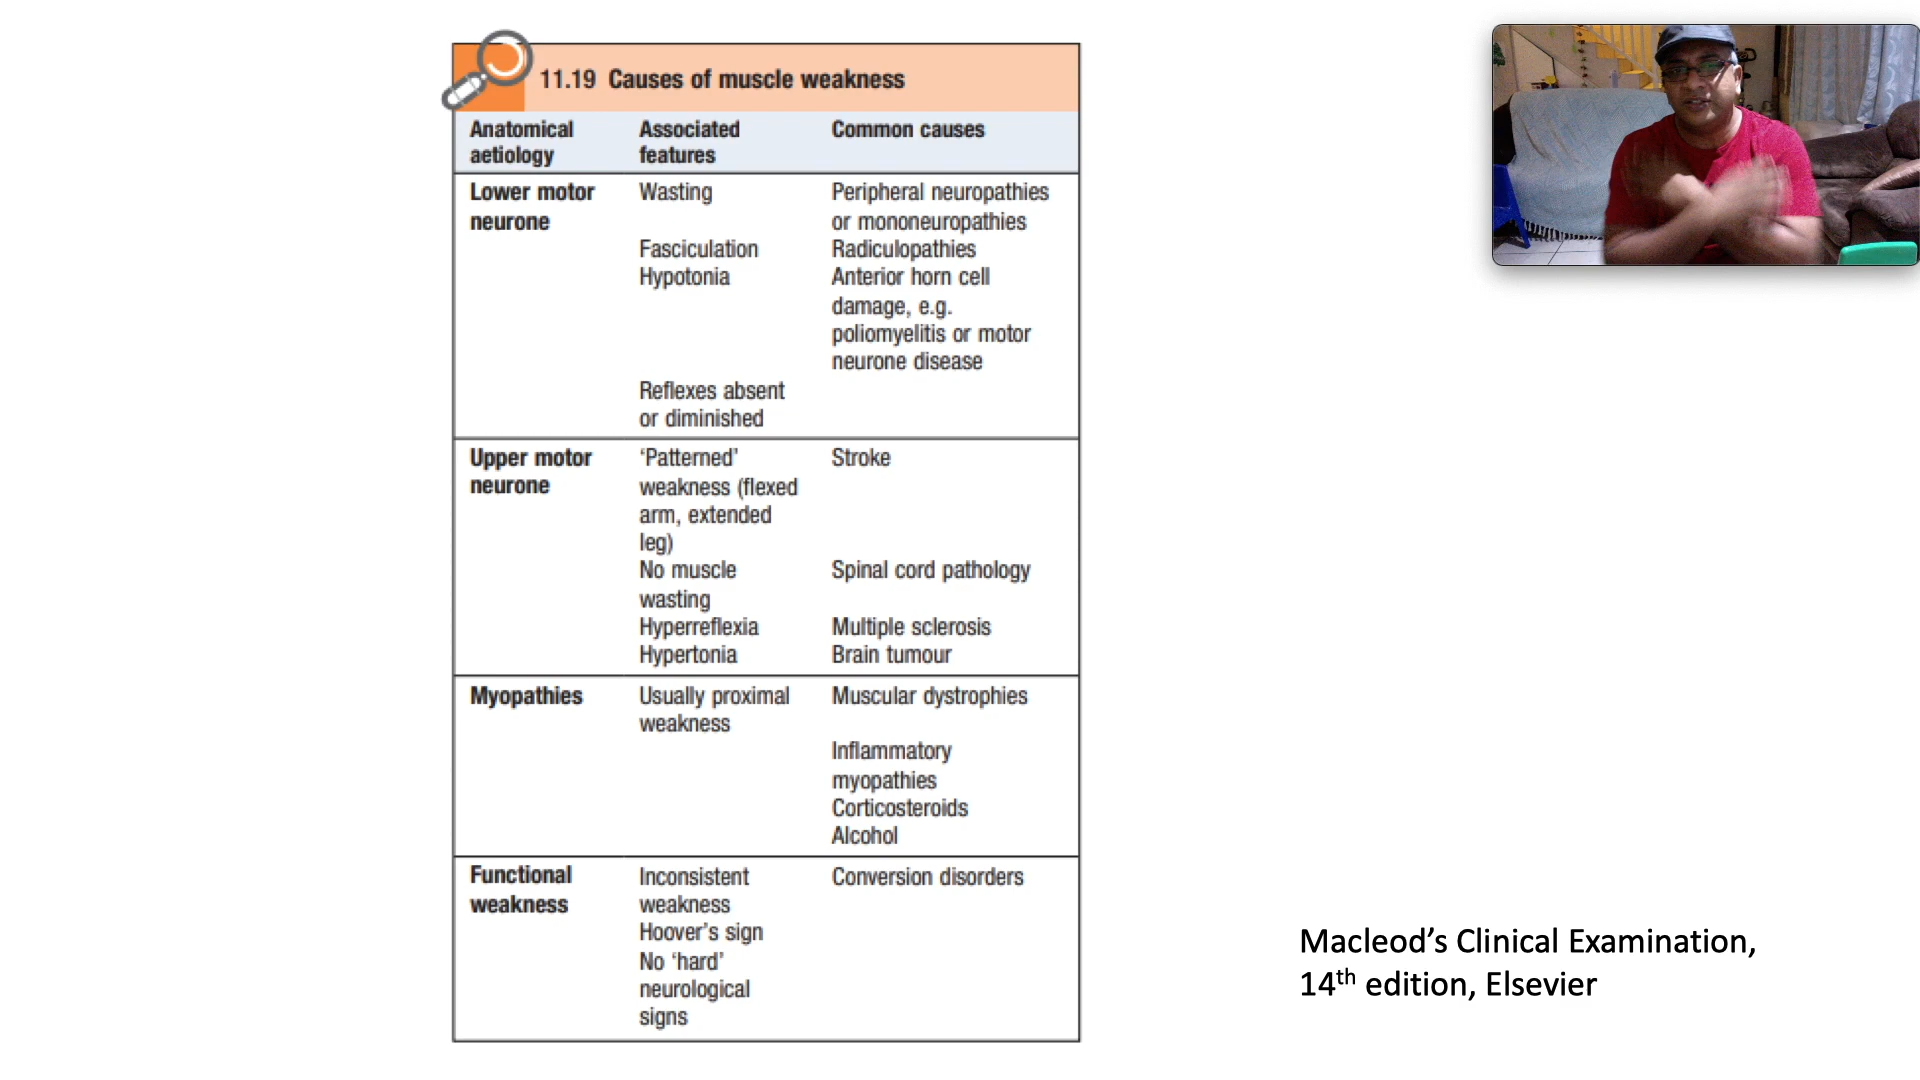 11.19 Causes of muscle weakness
Anatomical aetiology
Associated features
Common causes
Lower motor neurone
Wasting
Fasciculation
Hypotonia
Reflexes absent or diminished
Peripheral neuropathies or mononeuropathies
Radiculopathies
Anterior horn cell damage, e.g. poliomyelitis or motor neurone disease
Upper motor neurone
‘Patterned’ weakness (flexed arm, extended leg)
No muscle wasting
Hyperreflexia
Hypertonia
Stroke
Spinal cord pathology
Multiple sclerosis
Brain tumour
Myopathies
Usually proximal weakness
Muscular dystrophies
Inflammatory myopathies
Corticosteroids
Alcohol
Functional weakness
Inconsistent weakness
Hoover’s sign
No ‘hard’ neurological signs
Conversion disorders
Macleod’s Clinical Examination,
14th edition, Elsevier